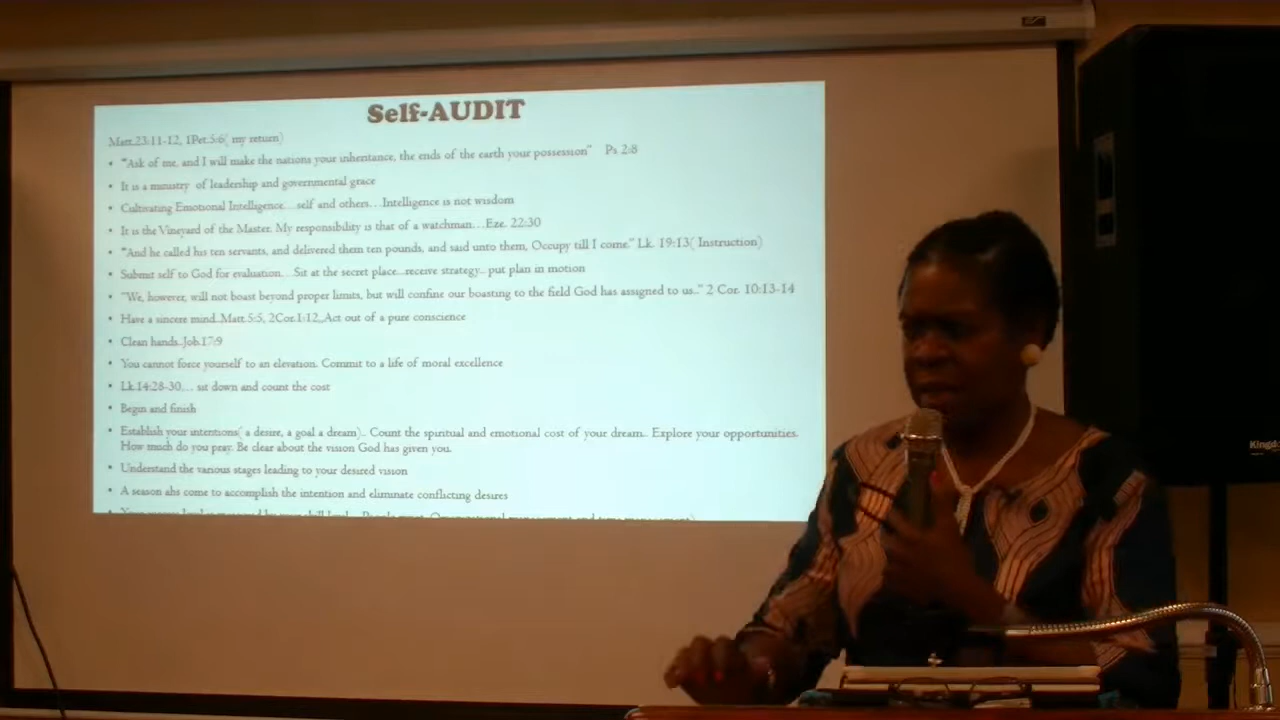 Self-AUDIT
Matt.23:11-12, 1Pet.5:6( my return)
• "Ask of me, and I will make the nations your inheritance, the ends of the earth your possession" Ps 2:8
• It is a ministry of leadership and governmental grace
• Cultivating Emotional Intelligence…self and others…Intelligence is not wisdom
• It is the Vineyard of the Master. My responsibility is that of a watchman…Eze. 22:30
• "And he called his ten servants, and delivered them ten pounds, and said unto them, Occupy till I come." Lk. 19:13( Instruction)
• Submit self to God for evaluation…Sit at the secret place...receive strategy.. put plan in motion
• "We, however, will not boast beyond proper limits, but will confine our boasting to the field God has assigned to us.." 2 Cor. 10:13-14
• Have a sincere mind..Matt.5:5, 2Cor.1:12,,Act out of a pure conscience
• Clean hands..Job.17:9
• You cannot force yourself to an elevation. Commit to a life of moral excellence
• Lk.14:28-30,… sit down and count the cost
• Begin and finish
• Establish your intentions( a desire, a goal a dream).. Count the spiritual and emotional cost of your dream.. Explore your opportunities.
How much do you pray. Be clear about the vision God has given you.
• Understand the various stages leading to your desired vision
• A season ahs come to accomplish the intention and eliminate conflicting desires